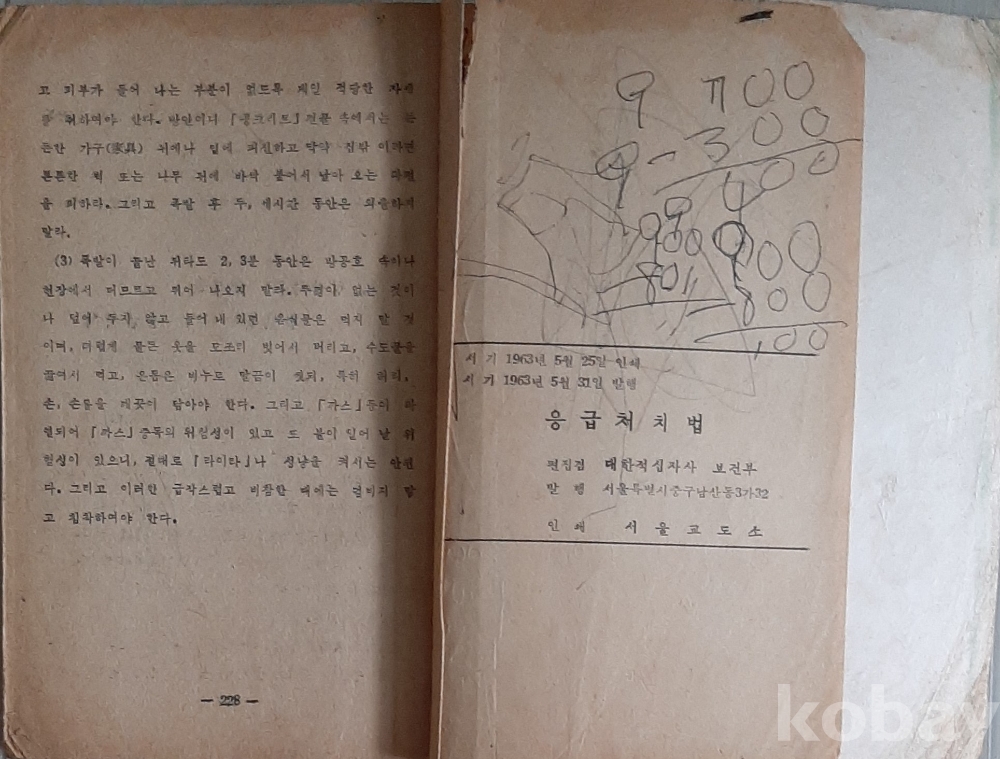 고 피부가 들어 나는 부분이 없도록 제일 적당한 자세
를 취하여야 한다. 방안이나 「콩크리트」건물 속에서는 튼
튼한 가구(家具) 뒤에나 밑에 피신하고 만약 집밖 이라면
튼튼한 벽 또는 나무 뒤에 바싹 붙어서 날아 오는 파편
을 피하라. 그리고 폭발 후 두, 세시간 동안은 외출하지
말라.
(3) 폭발이 끝난 뒤라도 2, 3분 동안은 방공호 속이나
현장에서 머므르고 뛰어 나오지 말라. 뚜껑이 없는 것이
나 덮어 두지 않고 들어 내 있던 음식물은 먹지 말 것
이며, 더럽게 물든 옷을 모조리 벗어서 버리고, 수도물을
끓여서 먹고, 온몸은 비누로 말끔이 씻되, 특히 머리,
손, 손톱을 깨끗이 닦아야 한다. 그리고 「까스」등이 파
열되어 「까스」중독의 위험성이 있고 또 불이 일어 날 위
험성이 있으니, 절대로 「라이타」나 성냥을 켜서는 안된
다. 그리고 이러한 급작스럽고 비참한 때에는 덤비지 말
고 침착하여야 한다.
— 228 —
9 700
9-300
00
800
서 기 1963년 5월 25일 인쇄
서 기 1963년 5월 31일 발행
응 급 처 치 법
편집겸 대한적십자사 보건부
발 행 서울특별시중구남산동3가32
인 쇄 서 울 교 도 소
kobay